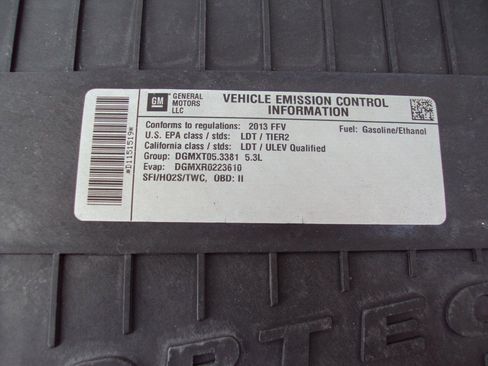 GM
GENERAL MOTORS LLC
VEHICLE EMISSION CONTROL
INFORMATION
Conforms to regulations: 2013 FFV
Fuel: Gasoline/Ethanol
U.S. EPA class / stds: LDT / TIER2
California class / stds: LDT / ULEV Qualified
Group: DGMXT05.3381 5.3L
Evap: DGMXR0223610
SFI/HO2S/TWC, OBD: II
*D1151519*
ORTEC